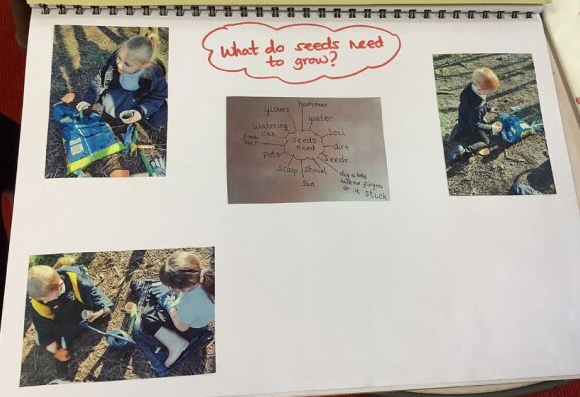 What do seeds need
to grow?
hammer
gloves
water
watering
can
soil
seeds
need
dirt
pots
seeds
scoop
shovel
sun
dig a hole
with our fingers
or a stick